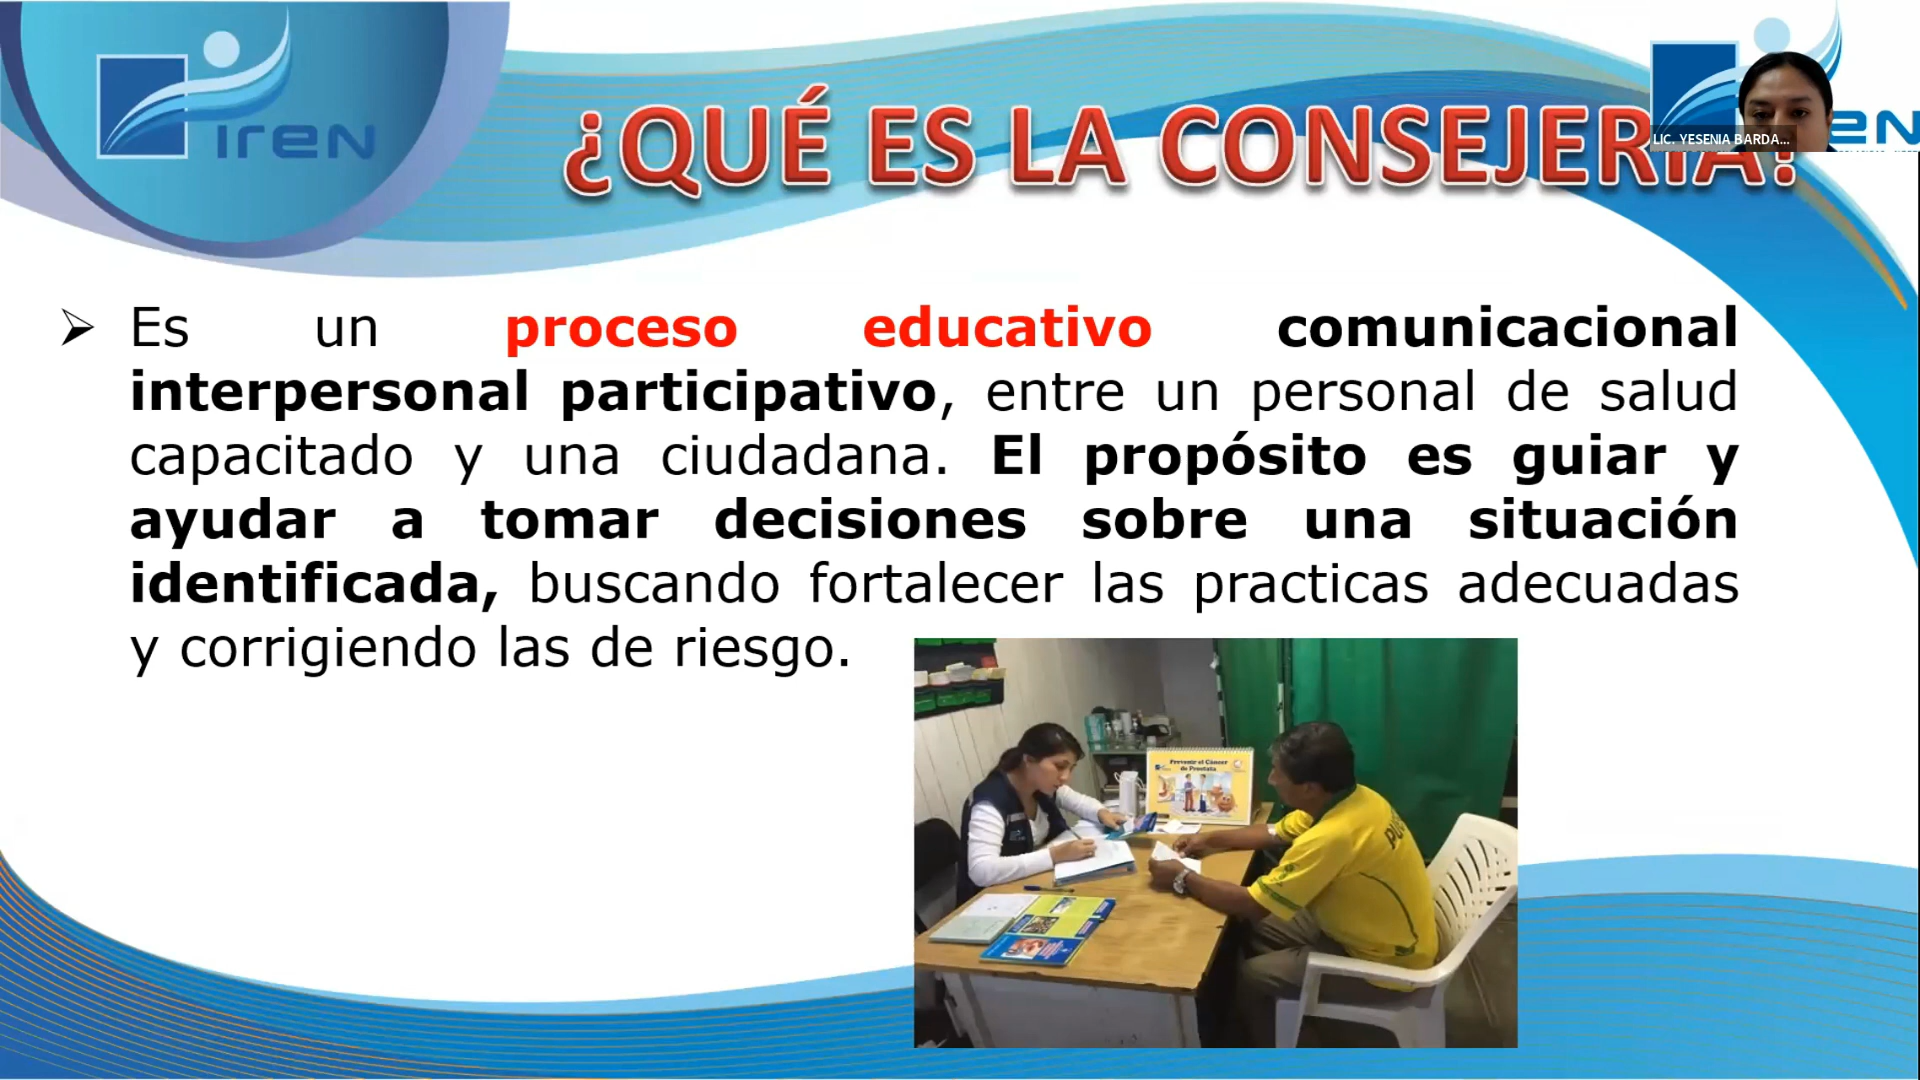 IREN
¿QUÉ ES LA CONSEJERÍA?
LIC. YESENIA BARDA...
➢ Es un proceso educativo comunicacional
interpersonal participativo, entre un personal de salud
capacitado y una ciudadana. El propósito es guiar y
ayudar a tomar decisiones sobre una situación
identificada, buscando fortalecer las practicas adecuadas
y corrigiendo las de riesgo.
Prevenir el Cáncer
de Prostata